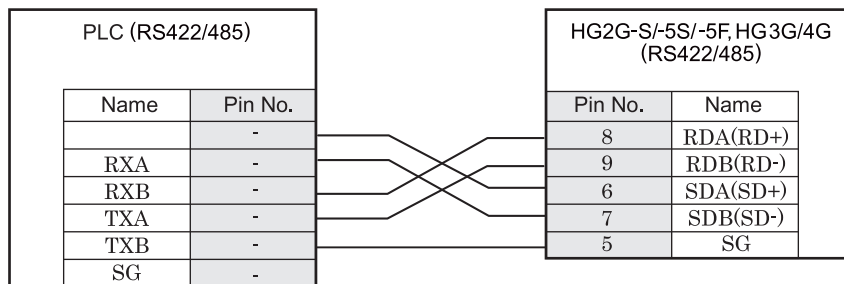 PLC (RS422/485)
Name Pin No.
-
RXA -
RXB -
TXA -
TXB -
SG -
HG2G-S/-5S/-5F, HG3G/4G
(RS422/485)
Pin No. Name
8 RDA(RD+)
9 RDB(RD-)
6 SDA(SD+)
7 SDB(SD-)
5 SG